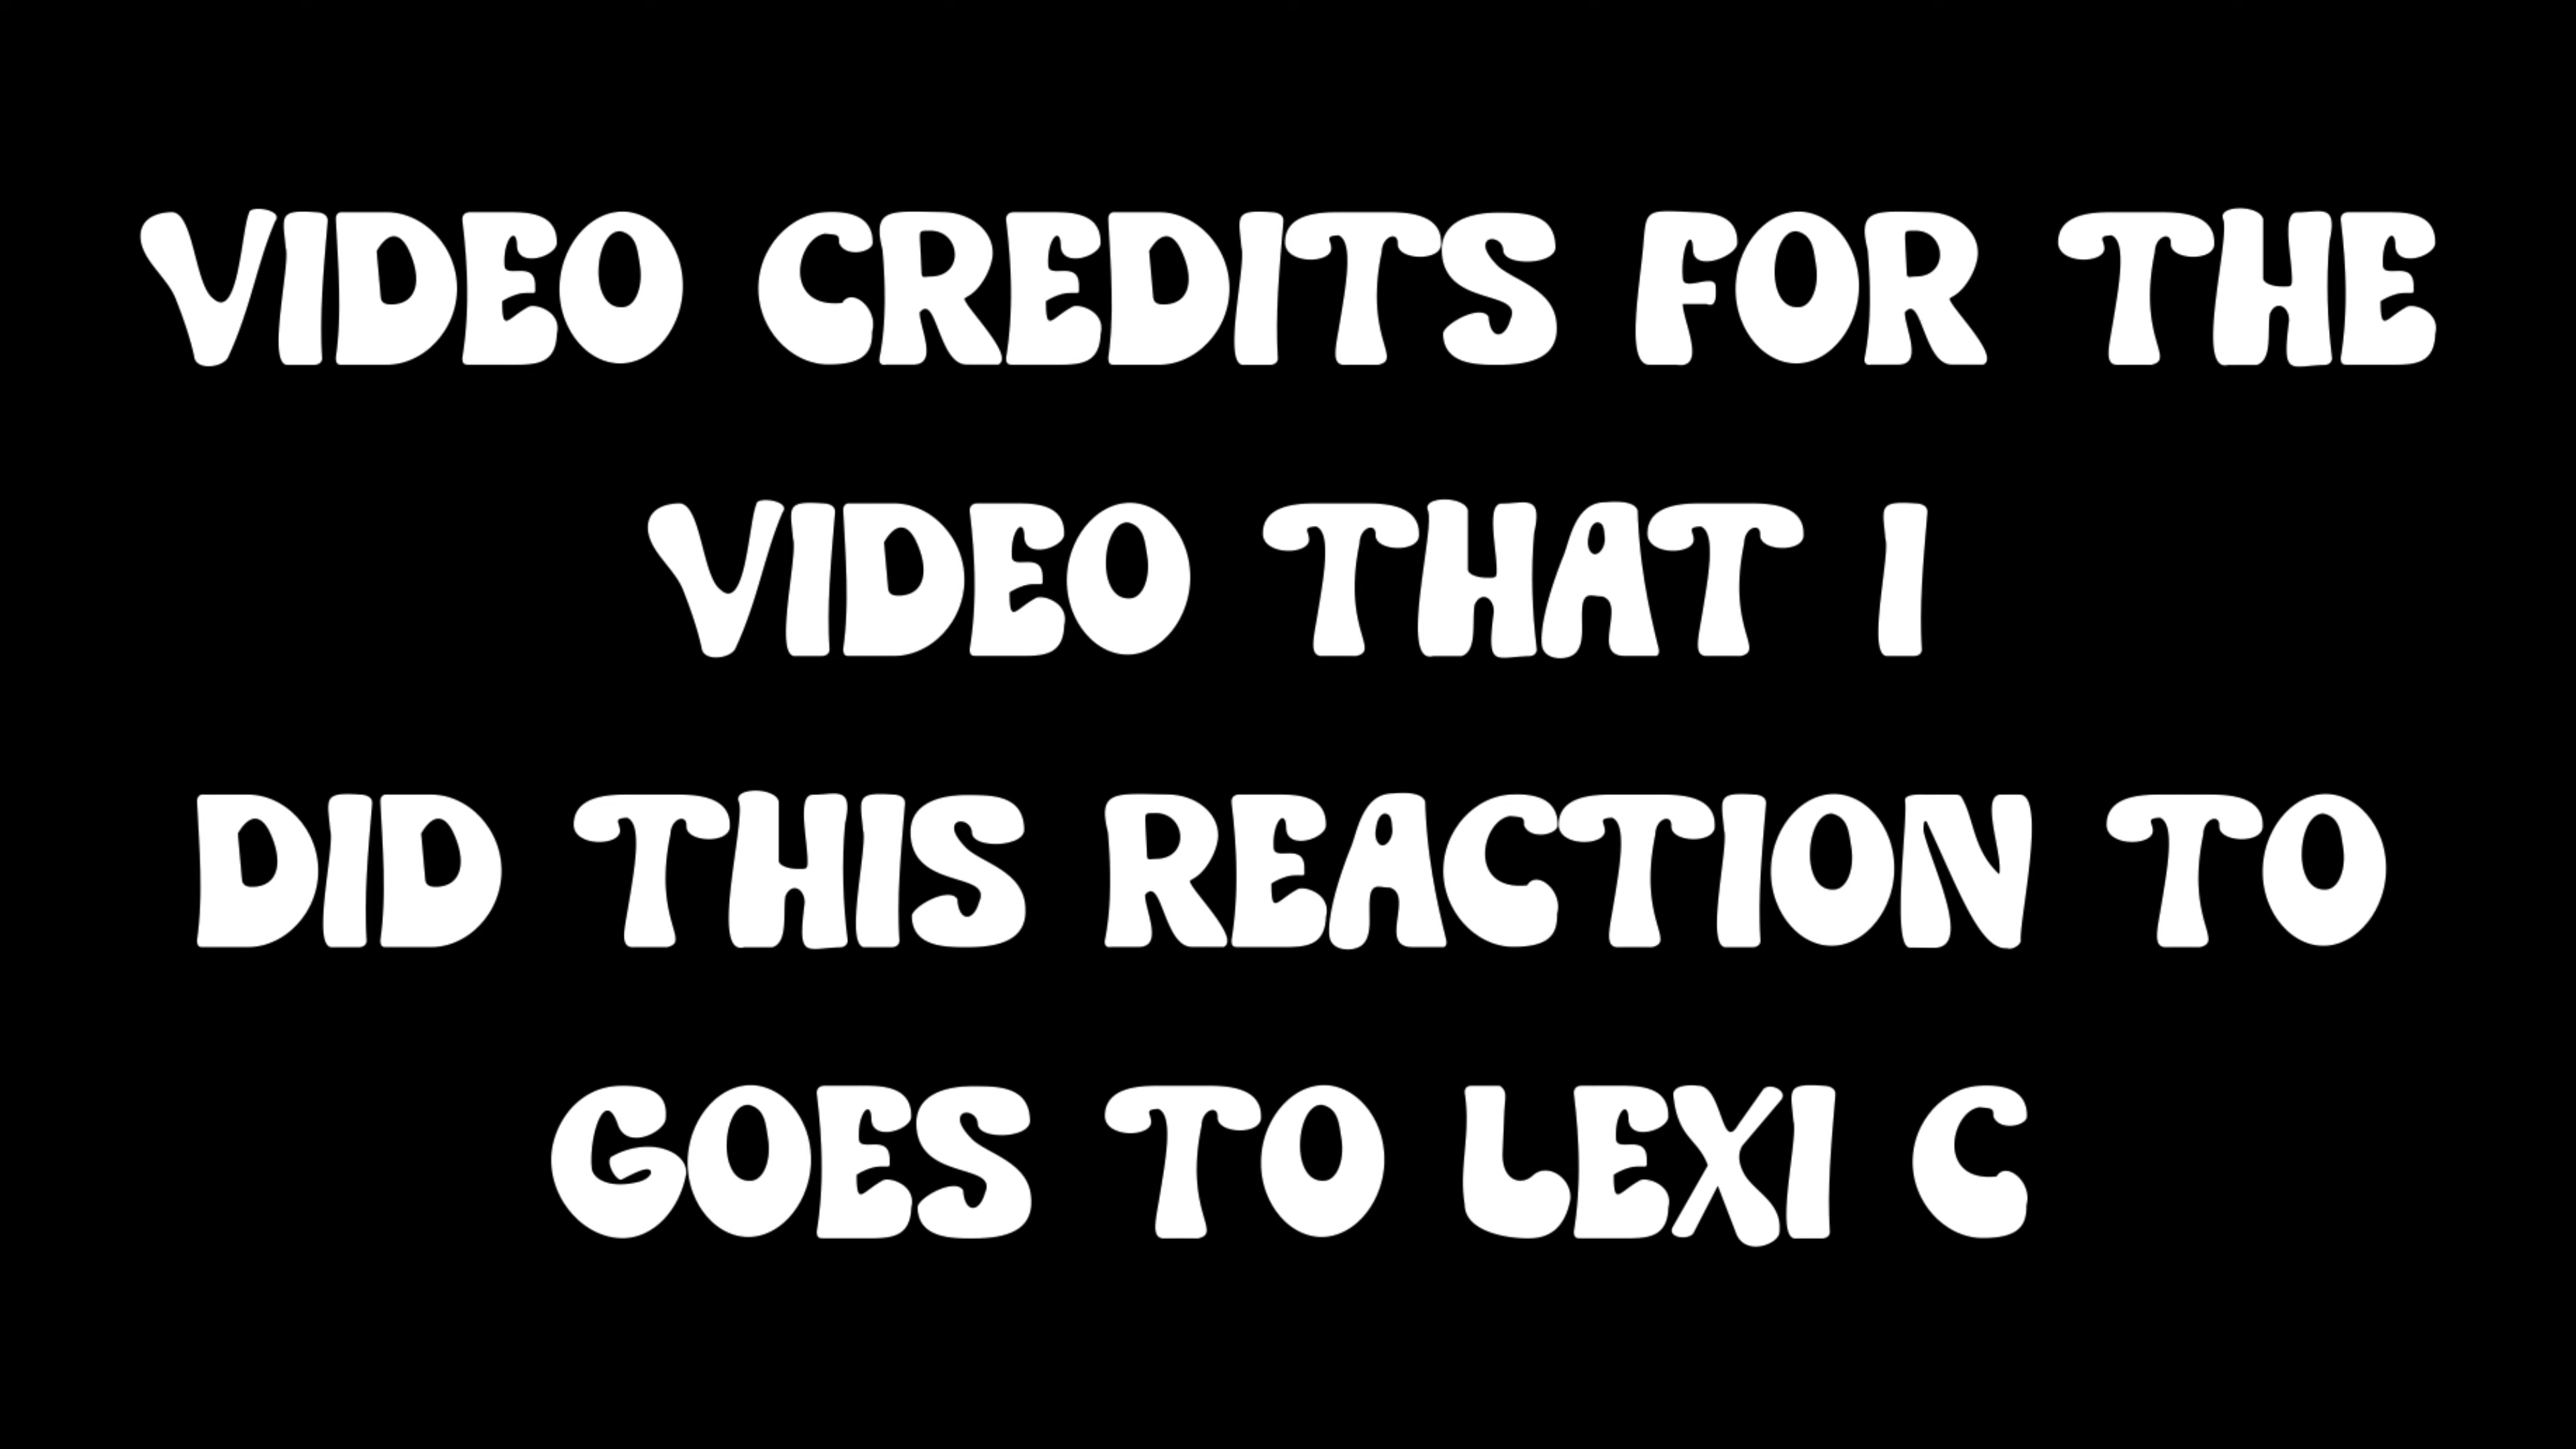 VIDEO CREDITS FOR THE
VIDEO THAT I
DID THIS REACTION TO
GOES TO LEXI C